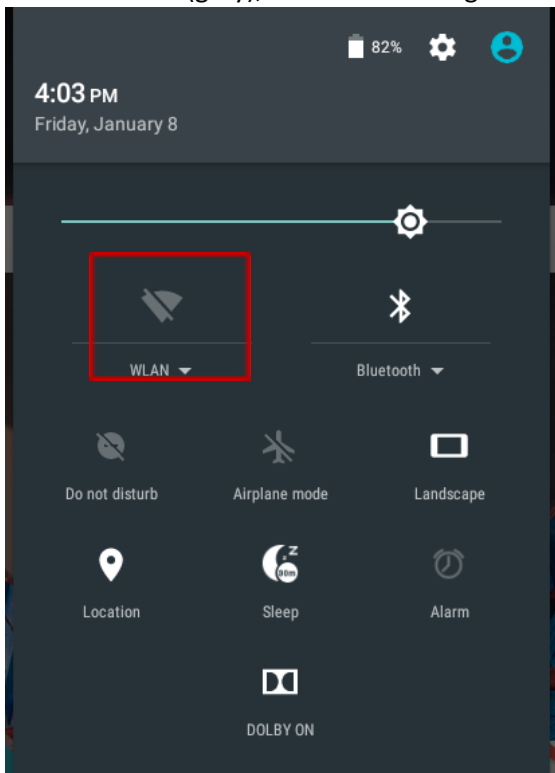 82%
4:03 PM
Friday, January 8
WLAN
Bluetooth
Do not disturb
Airplane mode
Landscape
z
z
30m
Location
Sleep
Alarm
DOLBY ON